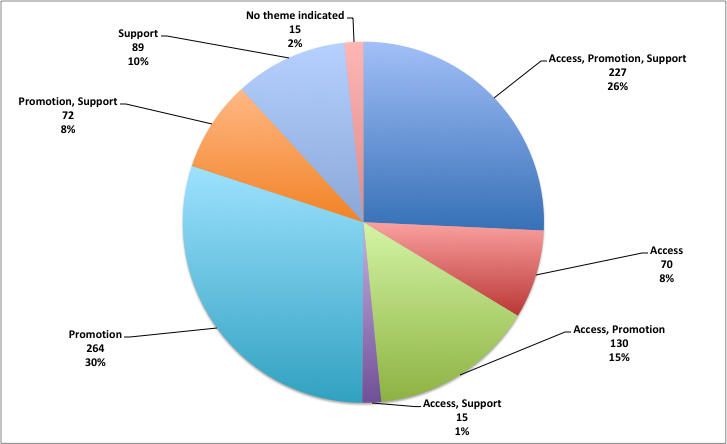 No theme indicated
15
2%
Access, Promotion, Support
227
26%
Access
70
8%
Access, Promotion
130
15%
Access, Support
15
1%
Promotion
264
30%
Promotion, Support
72
8%
Support
89
10%